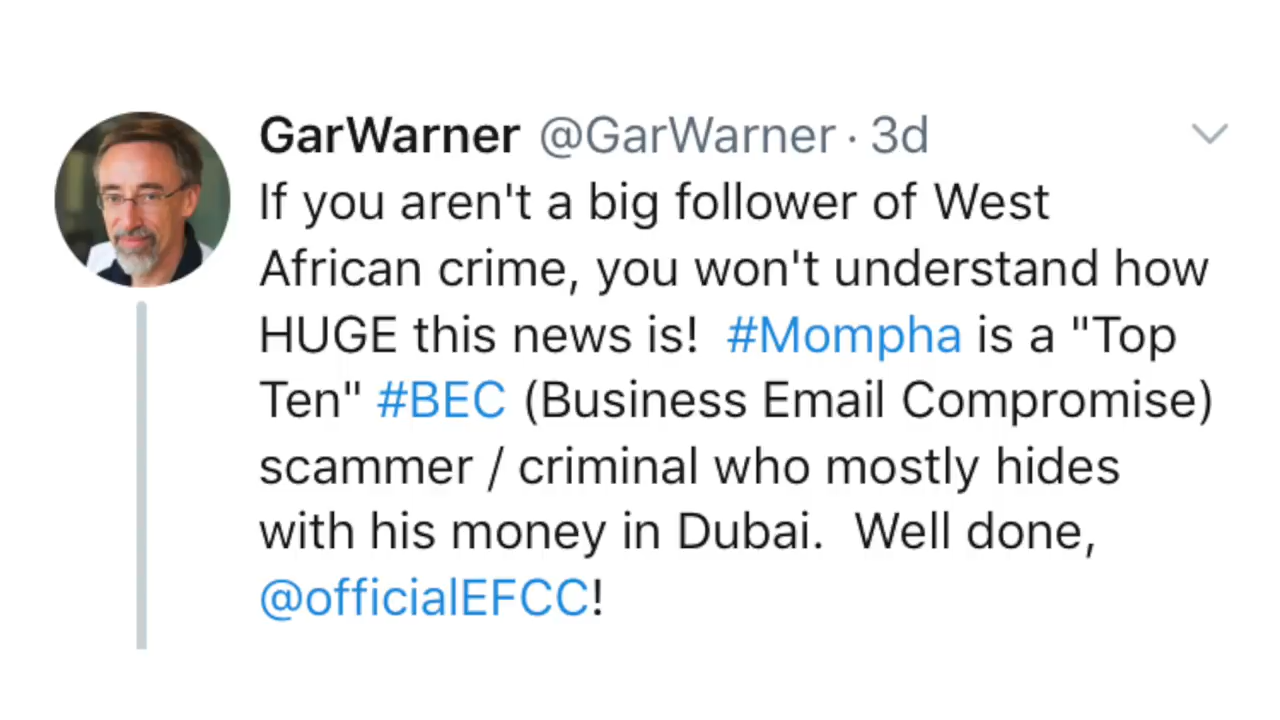 GarWarner @GarWarner · 3d
If you aren't a big follower of West
African crime, you won't understand how
HUGE this news is!  #Mompha is a "Top
Ten" #BEC (Business Email Compromise)
scammer / criminal who mostly hides
with his money in Dubai.  Well done,
@officialEFCC!